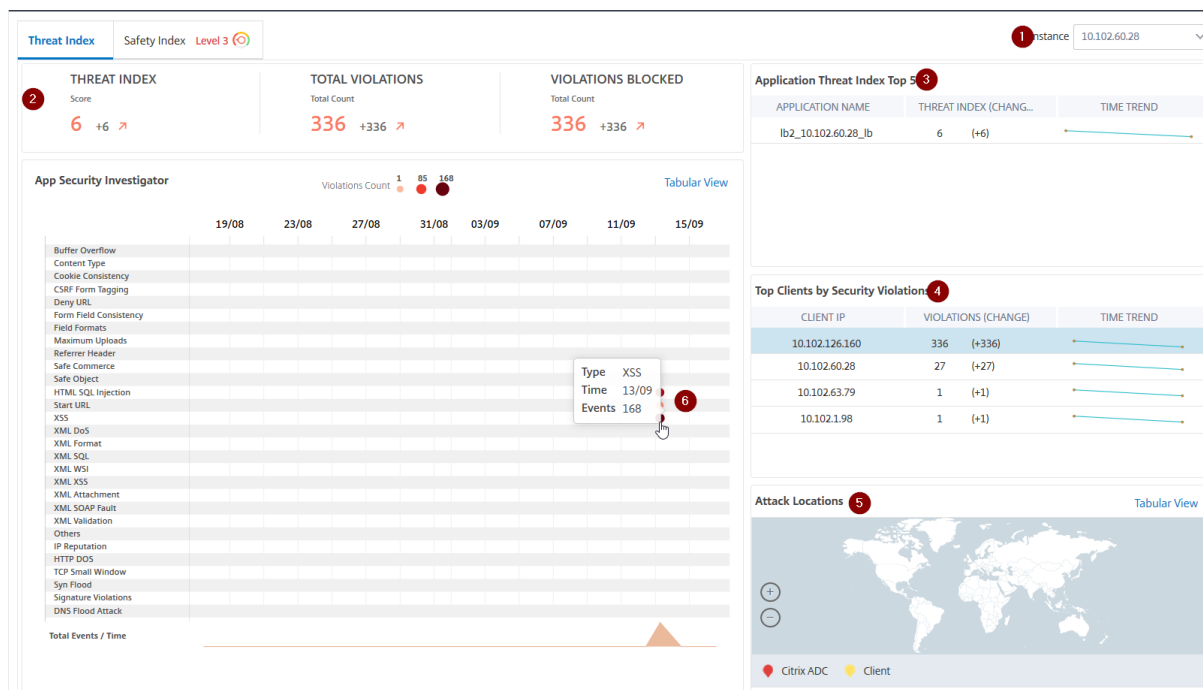 Threat Index
Safety Index Level 3
1
Instance 10.102.60.28
2
THREAT INDEX
Score
6 +6
TOTAL VIOLATIONS
Total Count
336 +336
VIOLATIONS BLOCKED
Total Count
336 +336
App Security Investigator
Violations Count 1 85 168
Tabular View
19/08 23/08 27/08 31/08 03/09 07/09 11/09 15/09
Buffer Overflow
Content Type
Cookie Consistency
CSRF Form Tagging
Deny URL
Form Field Consistency
Field Formats
Maximum Uploads
Referrer Header
Safe Commerce
Safe Object
HTML SQL Injection
Start URL
XSS
XML DoS
XML Format
XML SQL
XML WSI
XML XSS
XML Attachment
XML SOAP Fault
XML Validation
Others
IP Reputation
HTTP DOS
TCP Small Window
Syn Flood
Signature Violations
DNS Flood Attack
Total Events / Time
Type XSS
Time 13/09
Events 168
6
Application Threat Index Top 5
3
APPLICATION NAME THREAT INDEX (CHANG... TIME TREND
lb2_10.102.60.28_lb 6 (+6)
Top Clients by Security Violations
4
CLIENT IP VIOLATIONS (CHANGE) TIME TREND
10.102.126.160 336 (+336)
10.102.60.28 27 (+27)
10.102.63.79 1 (+1)
10.102.1.98 1 (+1)
Attack Locations
5
Tabular View
+
−
Citrix ADC Client